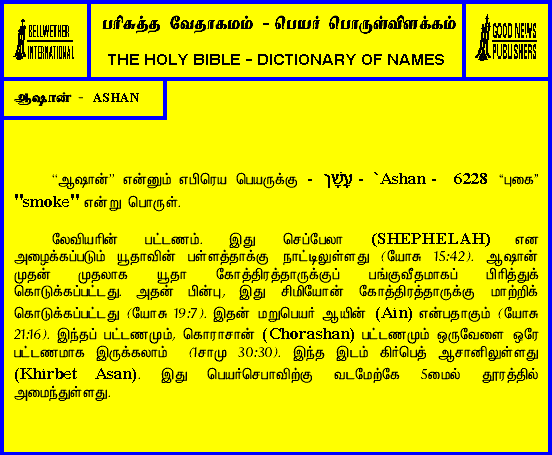 BELLWETHER
INTERNATIONAL
பரிசுத்த வேதாகமம் - பெயர் பொருள்விளக்கம்
THE HOLY BIBLE - DICTIONARY OF NAMES
GOOD NEWS
PUBLISHERS
ஆஷான் - ASHAN
“ஆஷான்” என்னும் எபிரெய பெயருக்கு - עָשָׁן - `Ashan - 6228 “புகை”
"smoke" என்று பொருள்.
லேவியரின் பட்டணம். இது செப்பேலா (SHEPHELAH) என
அழைக்கப்படும் யூதாவின் பள்ளத்தாக்கு நாட்டிலுள்ளது (யோசு 15:42). ஆஷான்
முதன் முதலாக யூதா கோத்திரத்தாருக்குப் பங்குவீதமாகப் பிரித்துக்
கொடுக்கப்பட்டது. அதன் பின்பு, இது சிமியோன் கோத்திரத்தாருக்கு மாற்றிக்
கொடுக்கப்பட்டது (யோசு 19:7). இதன் மறுபெயர் ஆயின் (Ain) என்பதாகும் (யோசு
21:16). இந்தப் பட்டணமும், கொராசான் (Chorashan) பட்டணமும் ஒருவேளை ஒரே
பட்டணமாக இருக்கலாம் (1சாமு 30:30). இந்த இடம் கிர்பெத் ஆசானிலுள்ளது
(Khirbet Asan). இது பெயர்செபாவிற்கு வடமேற்கே 5மைல் தூரத்தில்
அமைந்துள்ளது.